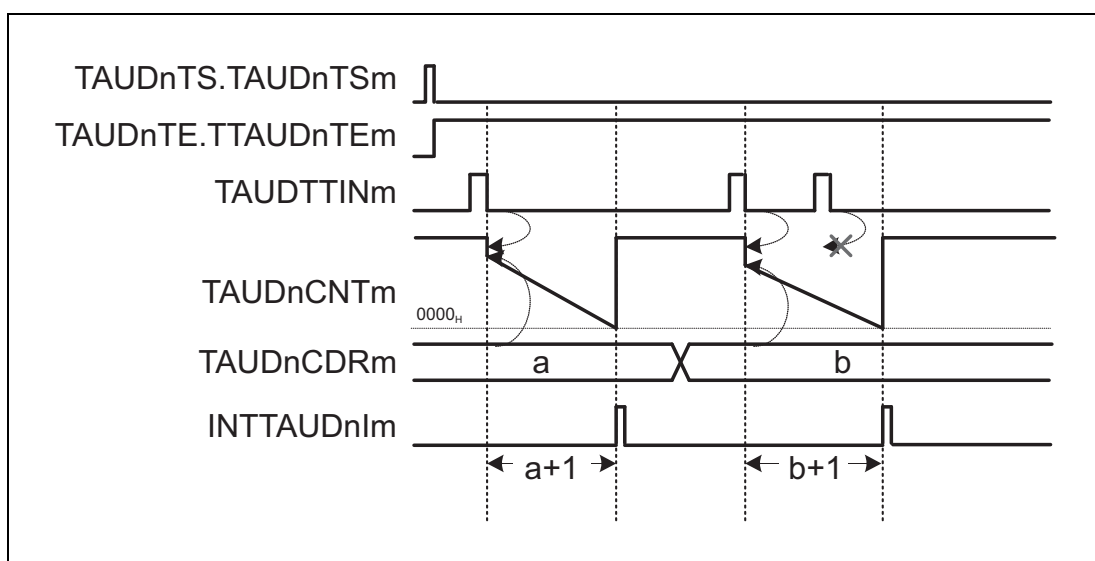 TAUDnTS.TAUDnTSm
TAUDnTE.TTAUDnTEm
TAUDTTINm
TAUDnCNTm
0000H
TAUDnCDRm
a
b
INTTAUDnIm
a+1
b+1